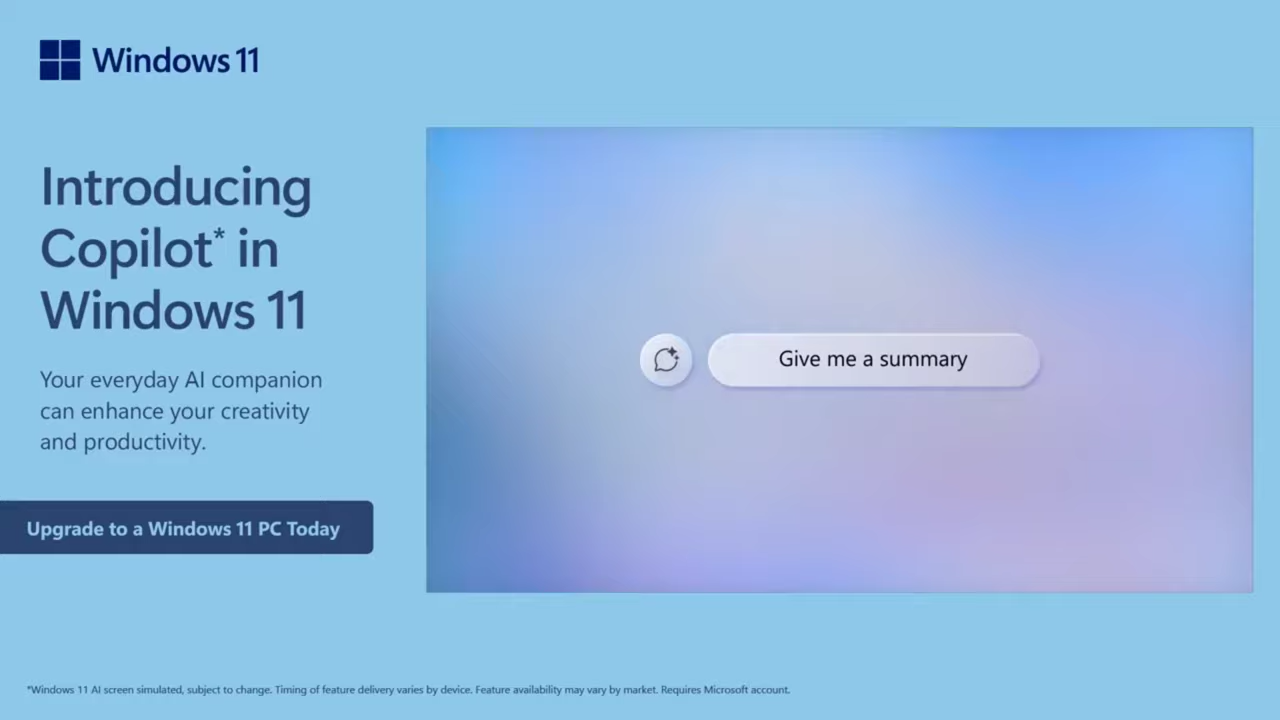 Windows 11
Introducing
Copilot* in
Windows 11
Your everyday AI companion
can enhance your creativity
and productivity.
Upgrade to a Windows 11 PC Today
Give me a summary
*Windows 11 AI screen simulated, subject to change. Timing of feature delivery varies by device. Feature availability may vary by market. Requires Microsoft account.